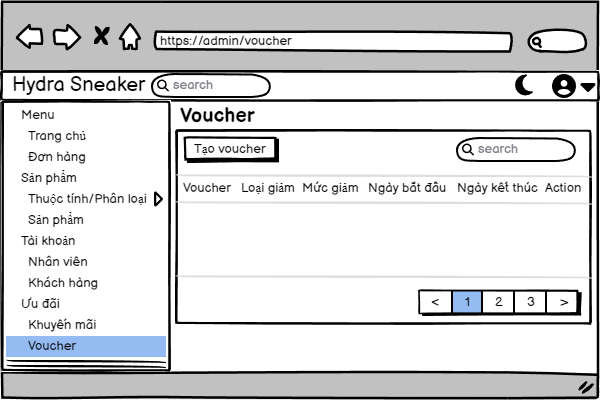 https://admin/voucher
Hydra Sneaker search
Menu
Trang chủ
Đơn hàng
Sản phẩm
Thuộc tính/Phân loại
Sản phẩm
Tài khoản
Nhân viên
Khách hàng
Ưu đãi
Khuyến mãi
Voucher
Voucher
Tạo voucher search
Voucher Loại giảm Mức giảm Ngày bắt đầu Ngày kết thúc Action
< 1 2 3 >